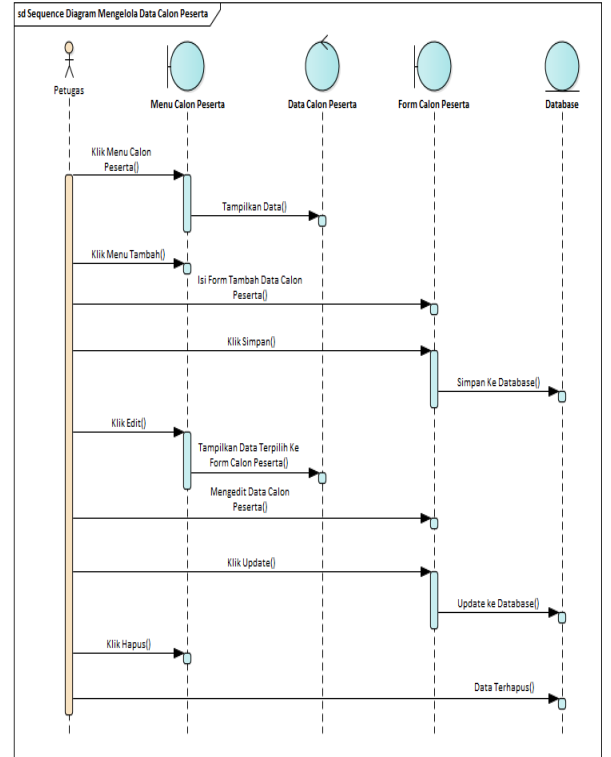 sd Sequence Diagram Mengelola Data Calon Peserta
Petugas
Menu Calon Peserta
Data Calon Peserta
Form Calon Peserta
Database
Klik Menu Calon
Peserta()
Tampilkan Data()
Klik Menu Tambah()
Isi Form Tambah Data Calon
Peserta()
Klik Simpan()
Simpan Ke Database()
Klik Edit()
Tampilkan Data Terpilih Ke
Form Calon Peserta()
Mengedit Data Calon
Peserta()
Klik Update()
Update ke Database()
Klik Hapus()
Data Terhapus()